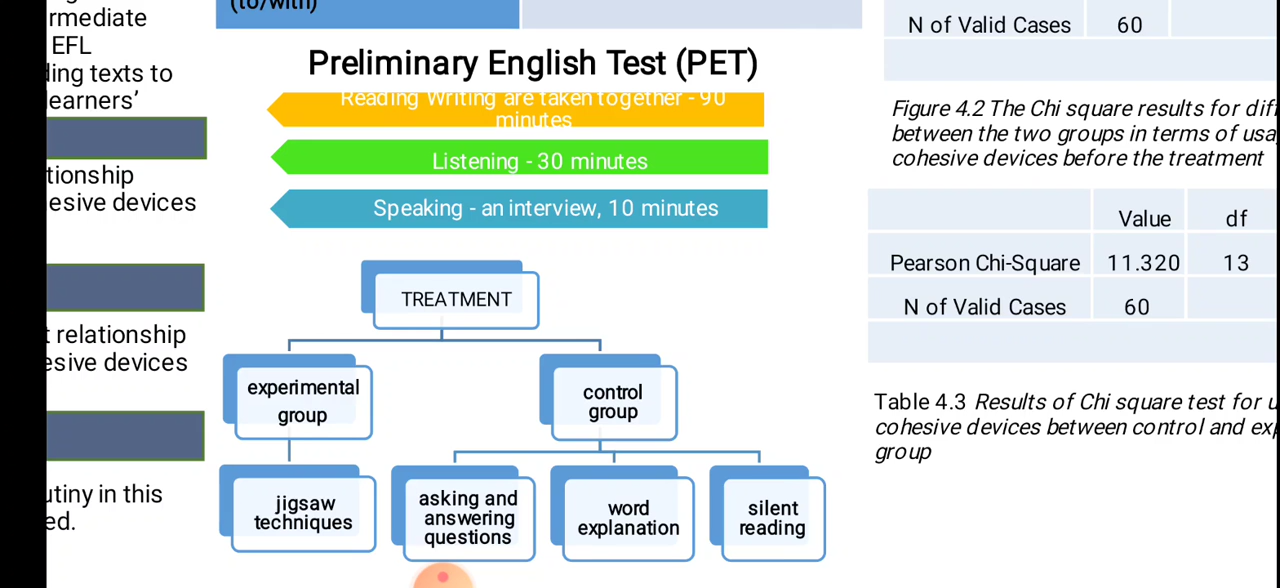 rmediate
EFL
ding texts to
learners'
tionship
esive devices
t relationship
esive devices
utiny in this
ed.
(to/with)
Preliminary English Test (PET)
Reading Writing are taken together - 90
minutes
Listening - 30 minutes
Speaking - an interview, 10 minutes
TREATMENT
experimental
group
control
group
jigsaw
techniques
asking and
answering
questions
word
explanation
silent
reading
N of Valid Cases 60
Figure 4.2 The Chi square results for diff
between the two groups in terms of usa
cohesive devices before the treatment
Value df
Pearson Chi-Square 11.320 13
N of Valid Cases 60
Table 4.3 Results of Chi square test for u
cohesive devices between control and exp
group